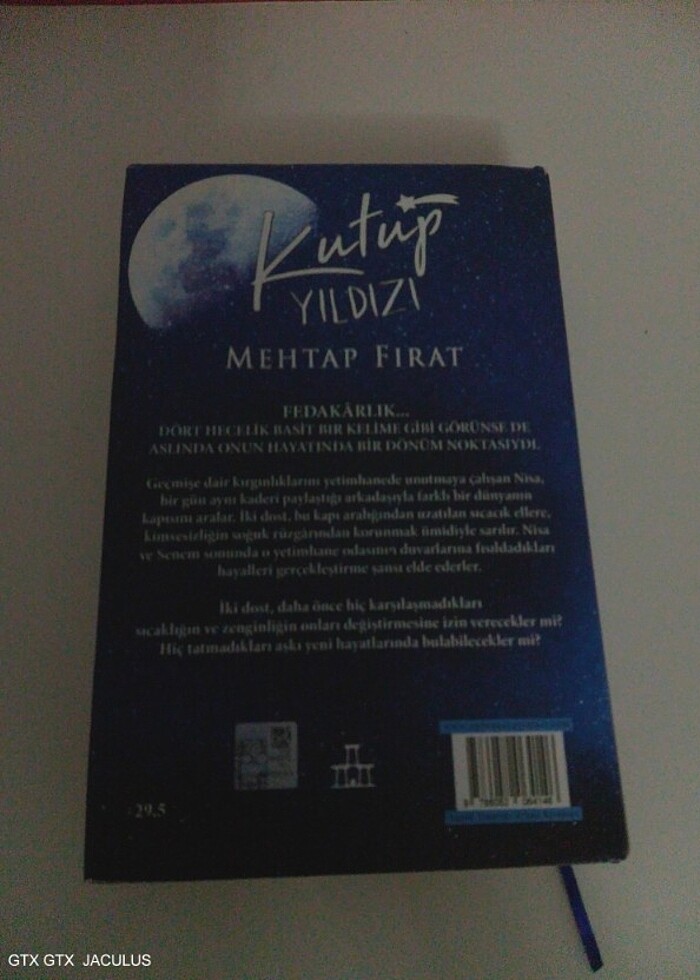 Kutup
YILDIZI
MEHTAP FIRAT
FEDAKÂRLIK...
DÖRT HECELİK BASİT BİR KELİME GİBİ GÖRÜNSE DE
ASLINDA ONUN HAYATINDA BİR DÖNÜM NOKTASIYDI.
Geçmişe dair kırgınlıklarını yetimhanede unutmaya çalışan Nisa,
bir gün aynı kaderi paylaştığı arkadaşıyla farklı bir dünyanın
kapısını aralar. İki dost, bu kapı aralığından uzatılan sıcacık ellere,
kimsesizliğin soğuk rüzgârından korunmak ümidiyle sarılır. Nisa
ve Senem sonunda o yetimhane odasının duvarlarına fısıldadıkları
hayalleri gerçekleştirme şansı elde ederler.
İki dost, daha önce hiç karşılaşmadıkları
sıcaklığın ve zenginliğin onları değiştirmesine izin verecekler mi?
Hiç tatmadıkları aşkı yeni hayatlarında bulabilecekler mi?
29.5
GTX GTX JACULUS